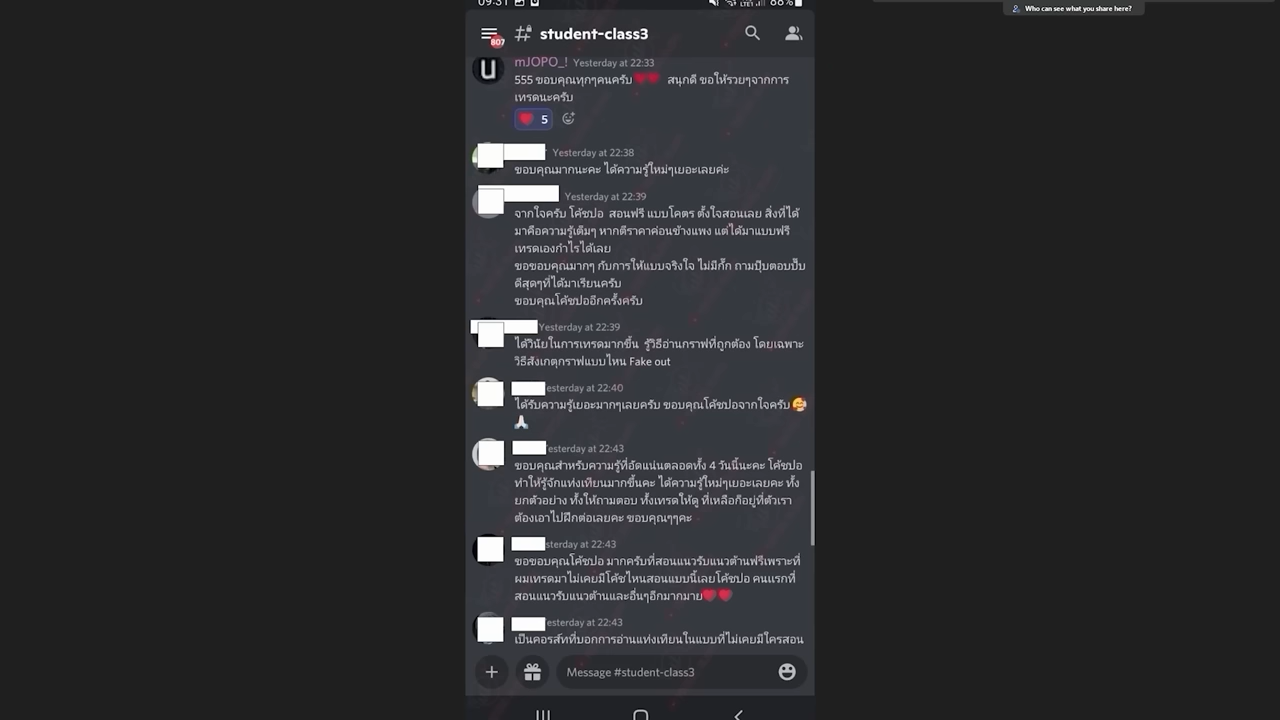 09:31
88%
Who can see what you share here?
807
student-class3
mJOPO_! Yesterday at 22:33
555 ขอบคุณทุกๆคนครับ❤️❤️ สนุกดี ขอให้รวยๆจากการ
เทรดนะครับ
❤️ 5
Yesterday at 22:38
ขอบคุณมากนะคะ ได้ความรู้ใหม่ๆเยอะเลยค่ะ
Yesterday at 22:39
จากใจครับ โค้ชปอ สอนฟรี แบบโคตร ตั้งใจสอนเลย สิ่งที่ได้
มาคือความรู้เต็มๆ หากตีราคาค่อนข้างแพง แต่ได้มาแบบฟรี
เทรดเองกำไรได้เลย
ขอขอบคุณมากๆ กับการให้แบบจริงใจ ไม่มีกั๊ก ถามปุ๊บตอบปั๊บ
ดีสุดๆที่ได้มาเรียนครับ
ขอบคุณโค้ชปออีกครั้งครับ
Yesterday at 22:39
ได้วินัยในการเทรดมากขึ้น รู้วิธีอ่านกราฟที่ถูกต้อง โดยเฉพาะ
วิธีสังเกตุกราฟแบบไหน Fake out
esterday at 22:40
ได้รับความรู้เยอะมากๆเลยครับ ขอบคุณโค้ชปอจากใจครับ🥰
🙏🏻
esterday at 22:43
ขอบคุณสำหรับความรู้ที่อัดแน่นตลอดทั้ง 4 วันนี้นะคะ โค้ชปอ
ทำให้รู้จักแท่งเทียนมากขึ้นคะ ได้ความรู้ใหม่ๆเยอะเลยคะ ทั้ง
ยกตัวอย่าง ทั้งให้ถามตอบ ทั้งเทรดให้ดู ที่เหลือก็อยู่ที่ตัวเรา
ต้องเอาไปฝึกต่อเลยคะ ขอบคุณๆๆคะ
sterday at 22:43
ขอขอบคุณโค้ชปอ มากครับที่สอนแนวรับแนวต้านฟรีเพราะที่
ผมเทรดมาไม่เคยมีโค้ชไหนสอนแบบนี้เลยโค้ชปอ คนแรกที่
สอนแนวรับแนวต้านและอื่นๆอีกมากมาย❤️❤️
esterday at 22:43
เป็นคอร์สที่บอกการอ่านแท่งเทียนในแบบที่ไม่เคยมีใครสอน
Message #student-class3